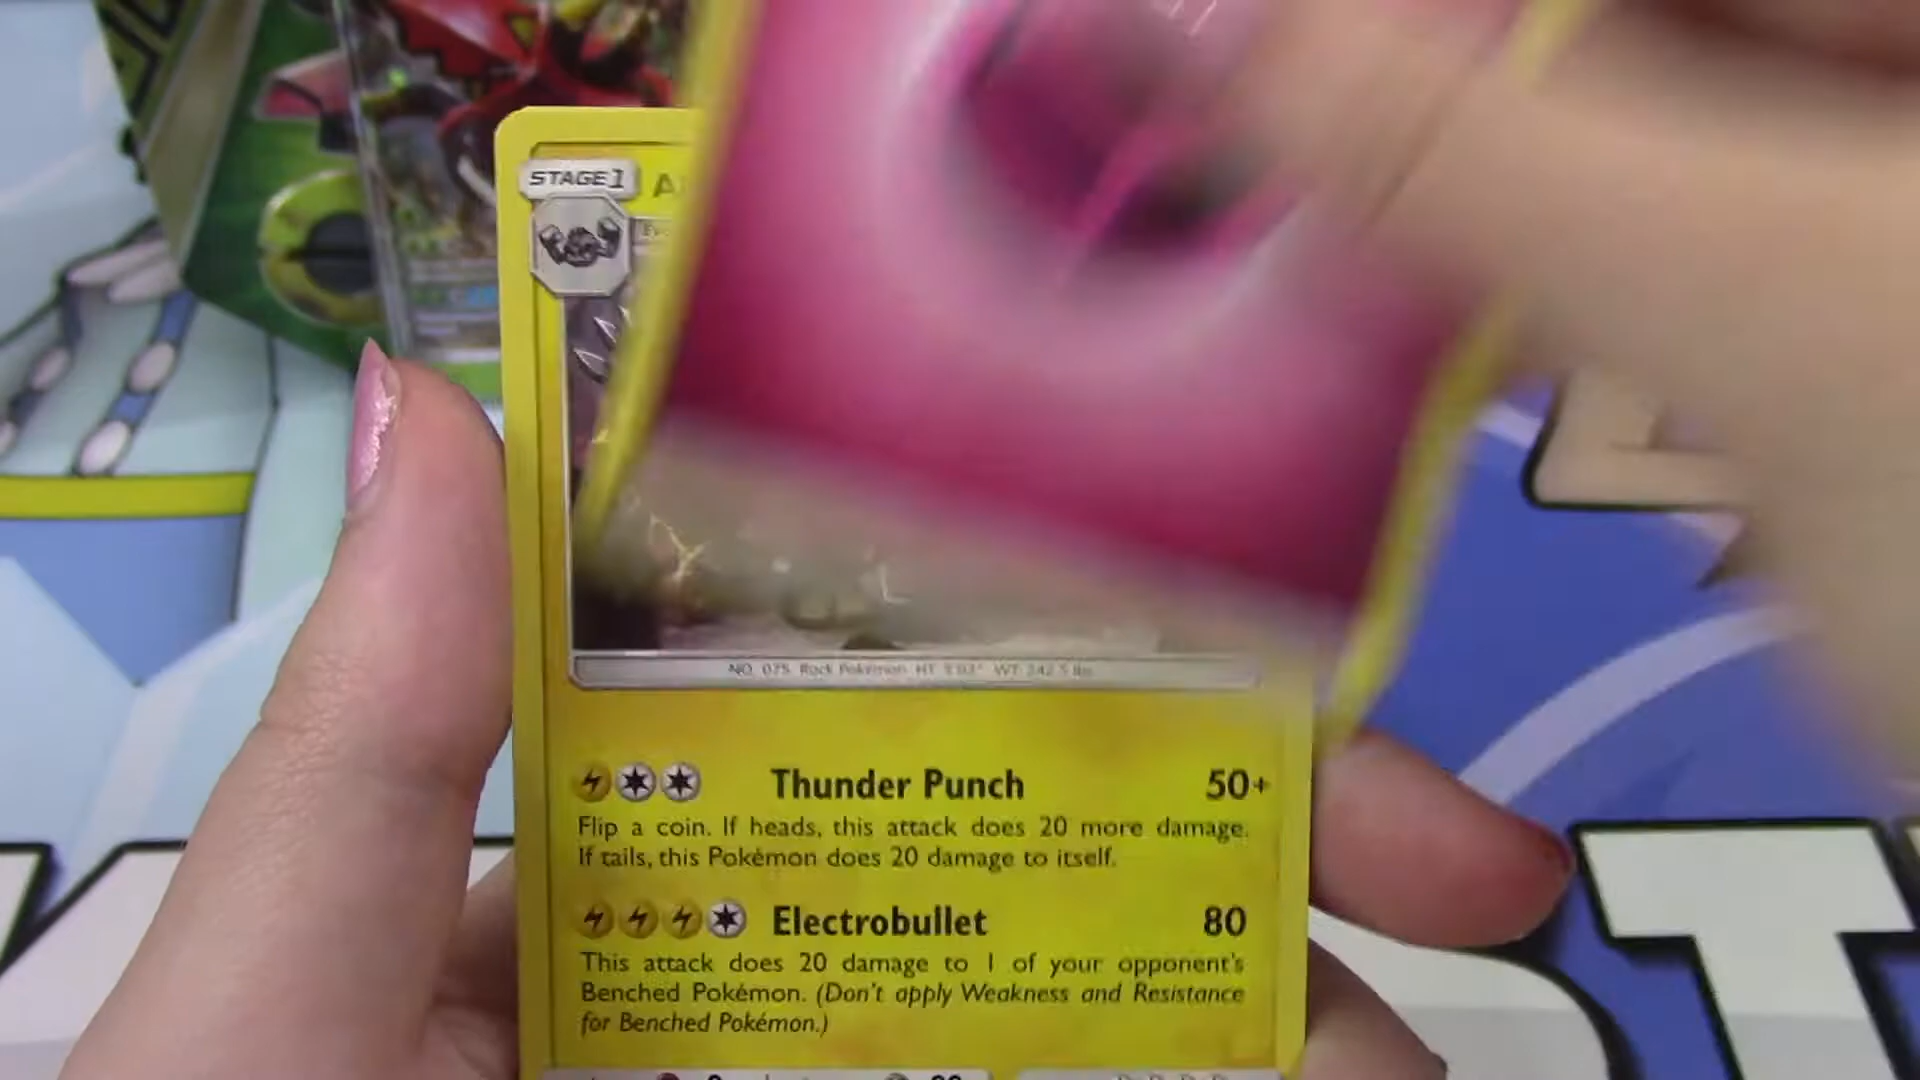 STAGE 1
NO. 075 Rock Pokémon HT: 3'03" WT: 242.5 lbs.
Thunder Punch 50+
Flip a coin. If heads, this attack does 20 more damage.
If tails, this Pokémon does 20 damage to itself.
Electrobullet 80
This attack does 20 damage to 1 of your opponent's
Benched Pokémon. (Don't apply Weakness and Resistance
for Benched Pokémon.)